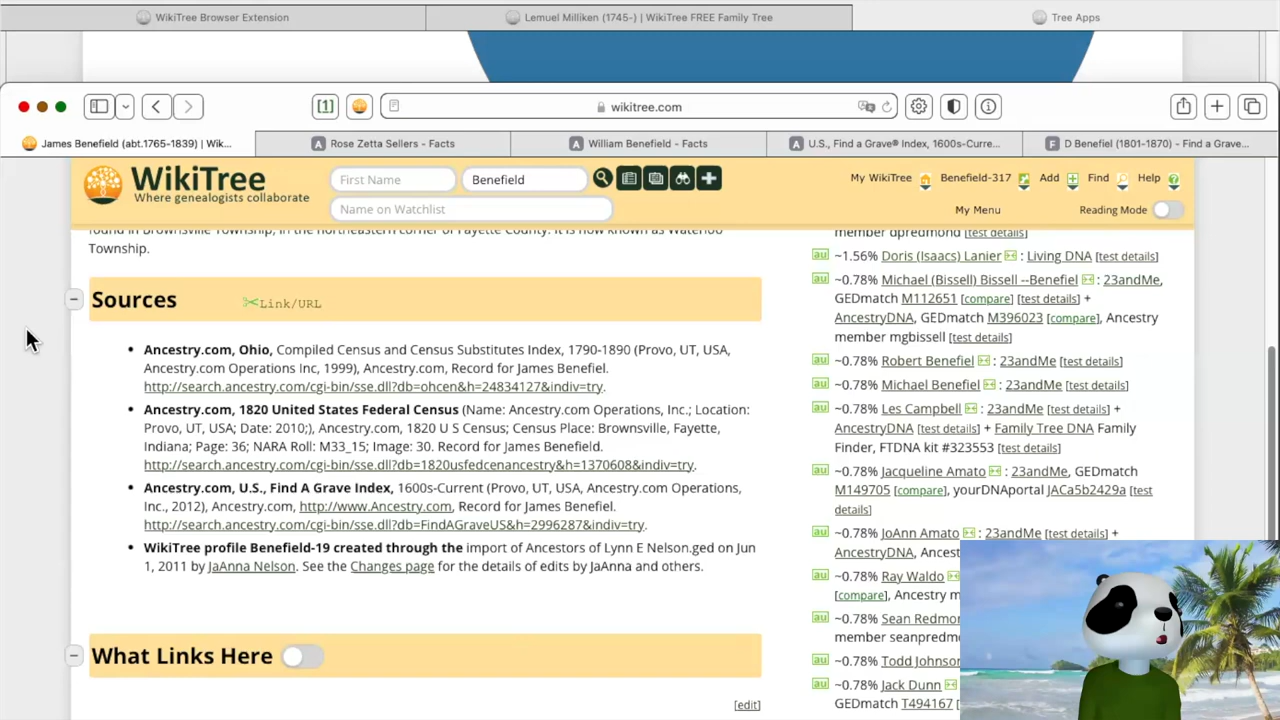 WikiTree Browser Extension
Lemuel Milliken (1745-) | WikiTree FREE Family Tree
Tree Apps
[1]
wikitree.com
James Benefield (abt.1765-1839) | Wik...
Rose Zetta Sellers - Facts
William Benefield - Facts
U.S., Find a Grave® Index, 1600s-Curre...
D Benefiel (1801-1870) - Find a Grave...
WikiTree
Where genealogists collaborate
First Name
Benefield
Name on Watchlist
My WikiTree
Benefield-317
Add
Find
Help
My Menu
Reading Mode
found in Brownsville Township, in the northeastern corner of Fayette County. It is now known as Waterloo
Township.
Sources
Link/URL
• Ancestry.com, Ohio, Compiled Census and Census Substitutes Index, 1790-1890 (Provo, UT, USA,
Ancestry.com Operations Inc, 1999), Ancestry.com, Record for James Benefiel.
http://search.ancestry.com/cgi-bin/sse.dll?db=ohcen&h=24834127&indiv=try.
• Ancestry.com, 1820 United States Federal Census (Name: Ancestry.com Operations, Inc.; Location:
Provo, UT, USA; Date: 2010;), Ancestry.com, 1820 U S Census; Census Place: Brownsville, Fayette,
Indiana; Page: 36; NARA Roll: M33_15; Image: 30. Record for James Benefield.
http://search.ancestry.com/cgi-bin/sse.dll?db=1820usfedcenancestry&h=1370608&indiv=try.
• Ancestry.com, U.S., Find A Grave Index, 1600s-Current (Provo, UT, USA, Ancestry.com Operations,
Inc., 2012), Ancestry.com, http://www.Ancestry.com, Record for James Benefiel.
http://search.ancestry.com/cgi-bin/sse.dll?db=FindAGraveUS&h=2996287&indiv=try.
• WikiTree profile Benefield-19 created through the import of Ancestors of Lynn E Nelson.ged on Jun
1, 2011 by JaAnna Nelson. See the Changes page for the details of edits by JaAnna and others.
What Links Here
[edit]
member dpredmond [test details]
au ~1.56% Doris (Isaacs) Lanier : Living DNA [test details]
au ~0.78% Michael (Bissell) Bissell --Benefiel : 23andMe,
GEDmatch M112651 [compare] [test details] +
AncestryDNA, GEDmatch M396023 [compare], Ancestry
member mgbissell [test details]
au ~0.78% Robert Benefiel : 23andMe [test details]
au ~0.78% Michael Benefiel : 23andMe [test details]
au ~0.78% Les Campbell : 23andMe [test details] +
AncestryDNA [test details] + Family Tree DNA Family
Finder, FTDNA kit #323553 [test details]
au ~0.78% Jacqueline Amato : 23andMe, GEDmatch
M149705 [compare], yourDNAportal JACa5b2429a [test
details]
au ~0.78% JoAnn Amato : 23andMe [test details] +
AncestryDNA, Ances
au ~0.78% Ray Waldo
[compare], Ancestry m
au ~0.78% Sean Redmo
member seanpredmo
au ~0.78% Todd Johnso
au ~0.78% Jack Dunn
GEDmatch T494167 [